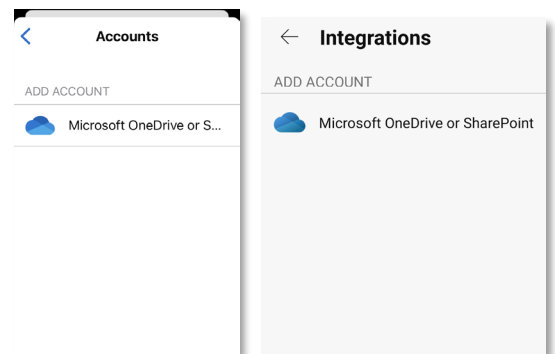 Accounts
ADD ACCOUNT
Microsoft OneDrive or S...
Integrations
ADD ACCOUNT
Microsoft OneDrive or SharePoint